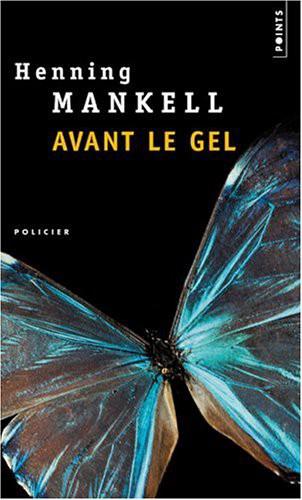 POINTS
Henning
MANKELL
AVANT LE GEL
POLICIER